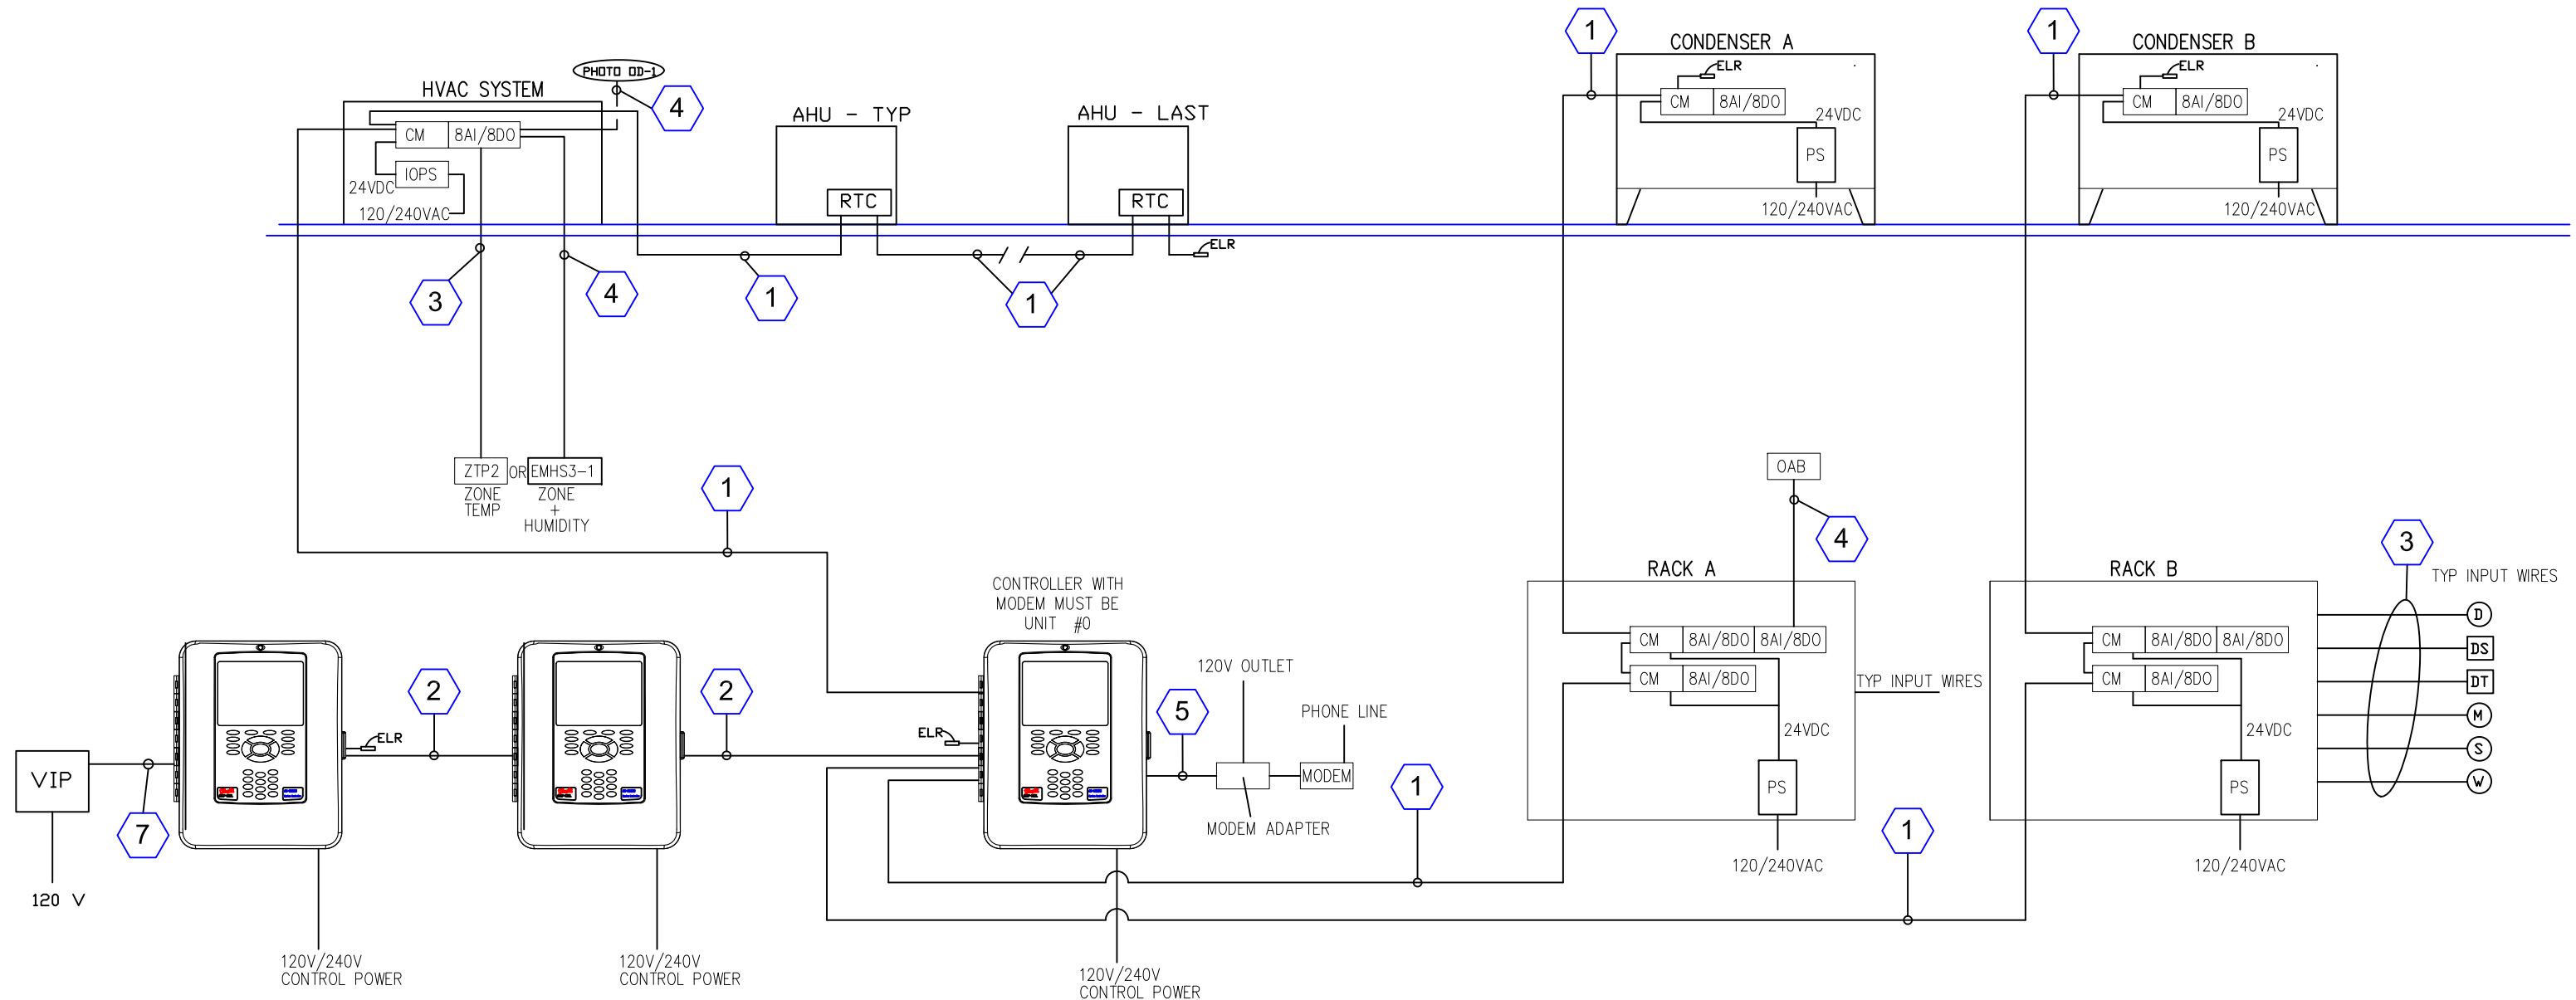 1
CONDENSER A
ELR
CM
8AI/8DO
24VDC
PS
120/240VAC
1
CONDENSER B
ELR
CM
8AI/8DO
24VDC
PS
120/240VAC
HVAC SYSTEM
PHOTO OD-1
4
CM
8AI/8DO
IOPS
24VDC
120/240VAC
AHU - TYP
RTC
AHU - LAST
RTC
ELR
3
4
1
1
ZTP2
OR
EMHS3-1
ZONE
TEMP
ZONE
+
HUMIDITY
1
OAB
4
3
TYP INPUT WIRES
CONTROLLER WITH
MODEM MUST BE
UNIT #0
RACK A
CM
8AI/8DO
8AI/8DO
CM
8AI/8DO
24VDC
PS
120/240VAC
TYP INPUT WIRES
RACK B
CM
8AI/8DO
8AI/8DO
CM
8AI/8DO
24VDC
PS
120/240VAC
D
DS
DT
M
S
W
VIP
120 V
7
ELR
2
2
ELR
5
120V OUTLET
PHONE LINE
MODEM
MODEM ADAPTER
1
1
120V/240V
CONTROL POWER
120V/240V
CONTROL POWER
120V/240V
CONTROL POWER